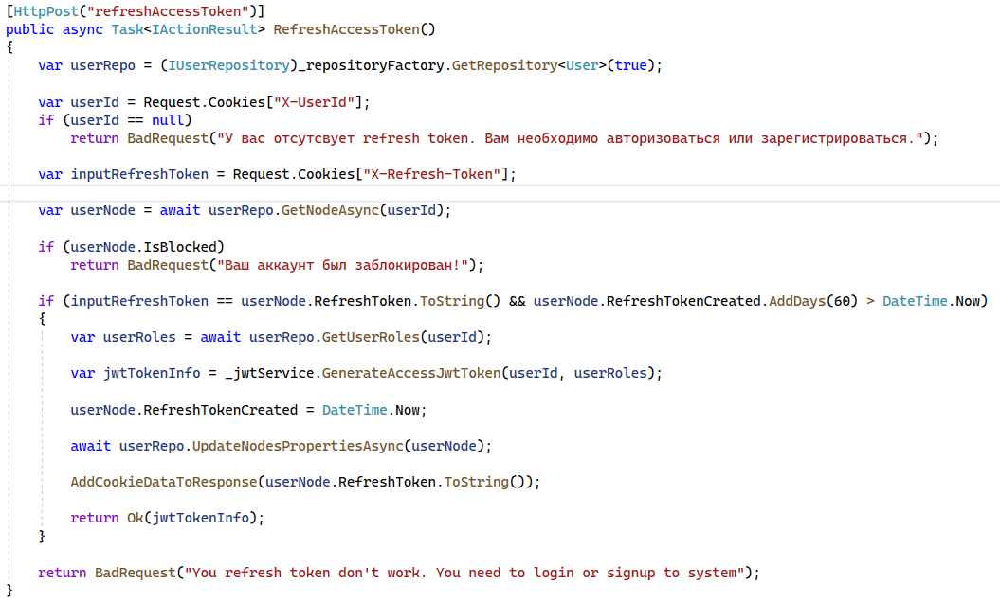 [HttpPost("refreshAccessToken")]
public async Task<IActionResult> RefreshAccessToken()
{
var userRepo = (IUserRepository)_repositoryFactory.GetRepository<User>(true);
var userId = Request.Cookies["X-UserId"];
if (userId == null)
return BadRequest("У вас отсутсвует refresh token. Вам необходимо авторизоваться или зарегистрироваться.");
var inputRefreshToken = Request.Cookies["X-Refresh-Token"];
var userNode = await userRepo.GetNodeAsync(userId);
if (userNode.IsBlocked)
return BadRequest("Ваш аккаунт был заблокирован!");
if (inputRefreshToken == userNode.RefreshToken.ToString() && userNode.RefreshTokenCreated.AddDays(60) > DateTime.Now)
{
var userRoles = await userRepo.GetUserRoles(userId);
var jwtTokenInfo = _jwtService.GenerateAccessJwtToken(userId, userRoles);
userNode.RefreshTokenCreated = DateTime.Now;
await userRepo.UpdateNodesPropertiesAsync(userNode);
AddCookieDataToResponse(userNode.RefreshToken.ToString());
return Ok(jwtTokenInfo);
}
return BadRequest("You refresh token don't work. You need to login or signup to system");
}